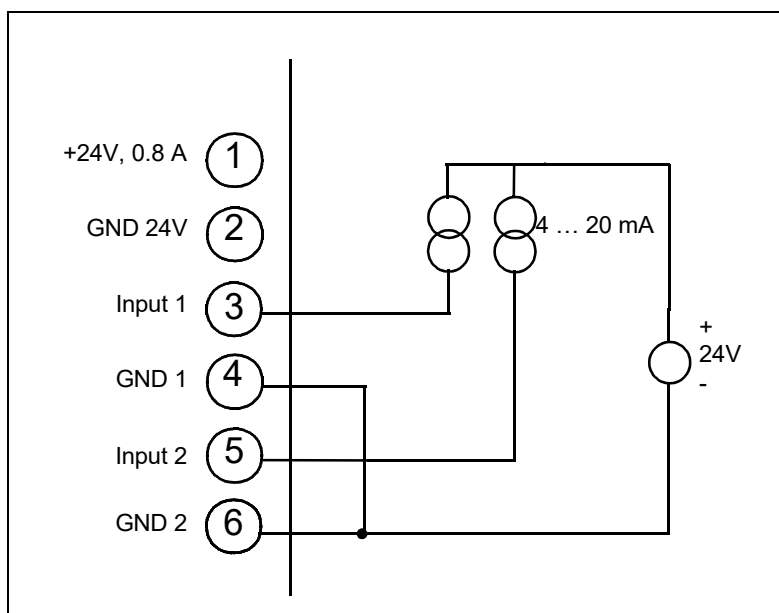 +24V, 0.8 A 1
GND 24V 2
Input 1 3
GND 1 4
Input 2 5
GND 2 6
4 … 20 mA
+
24V
-